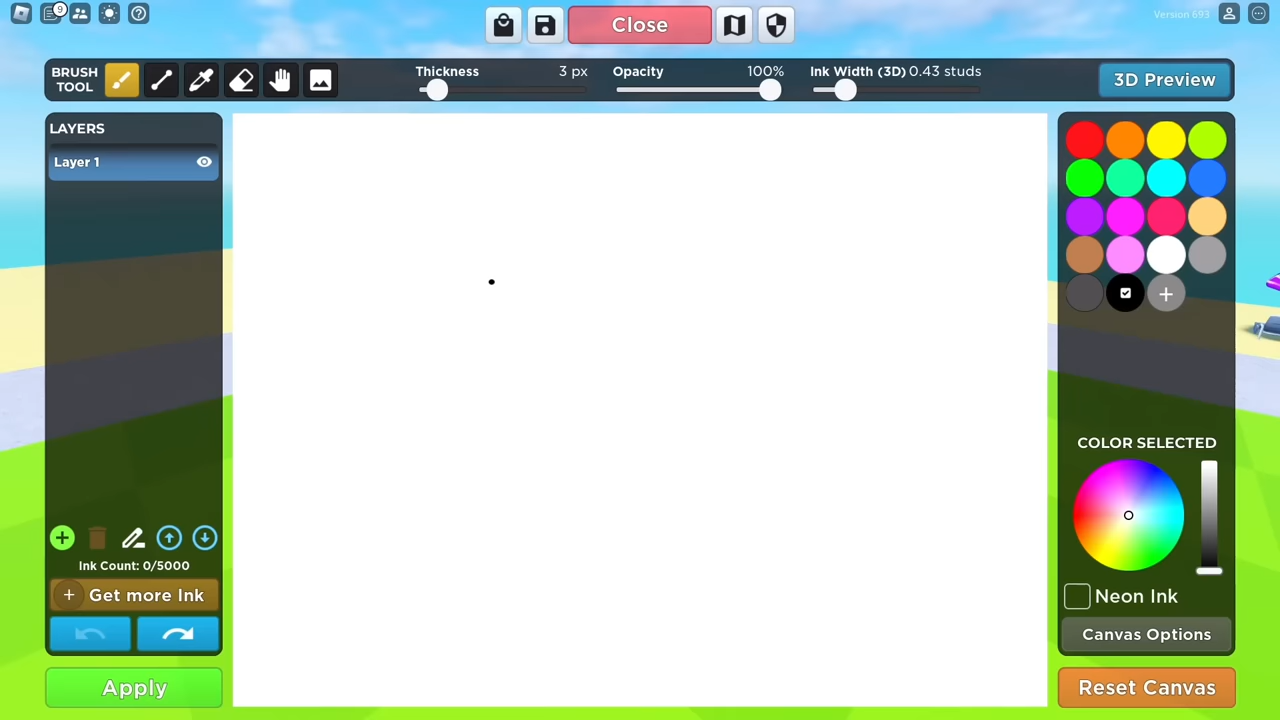 9
Close
Version 693
BRUSH
TOOL
Thickness 3 px
Opacity 100%
Ink Width (3D) 0.43 studs
3D Preview
LAYERS
Layer 1
Ink Count: 0/5000
+ Get more Ink
Apply
COLOR SELECTED
Neon Ink
Canvas Options
Reset Canvas